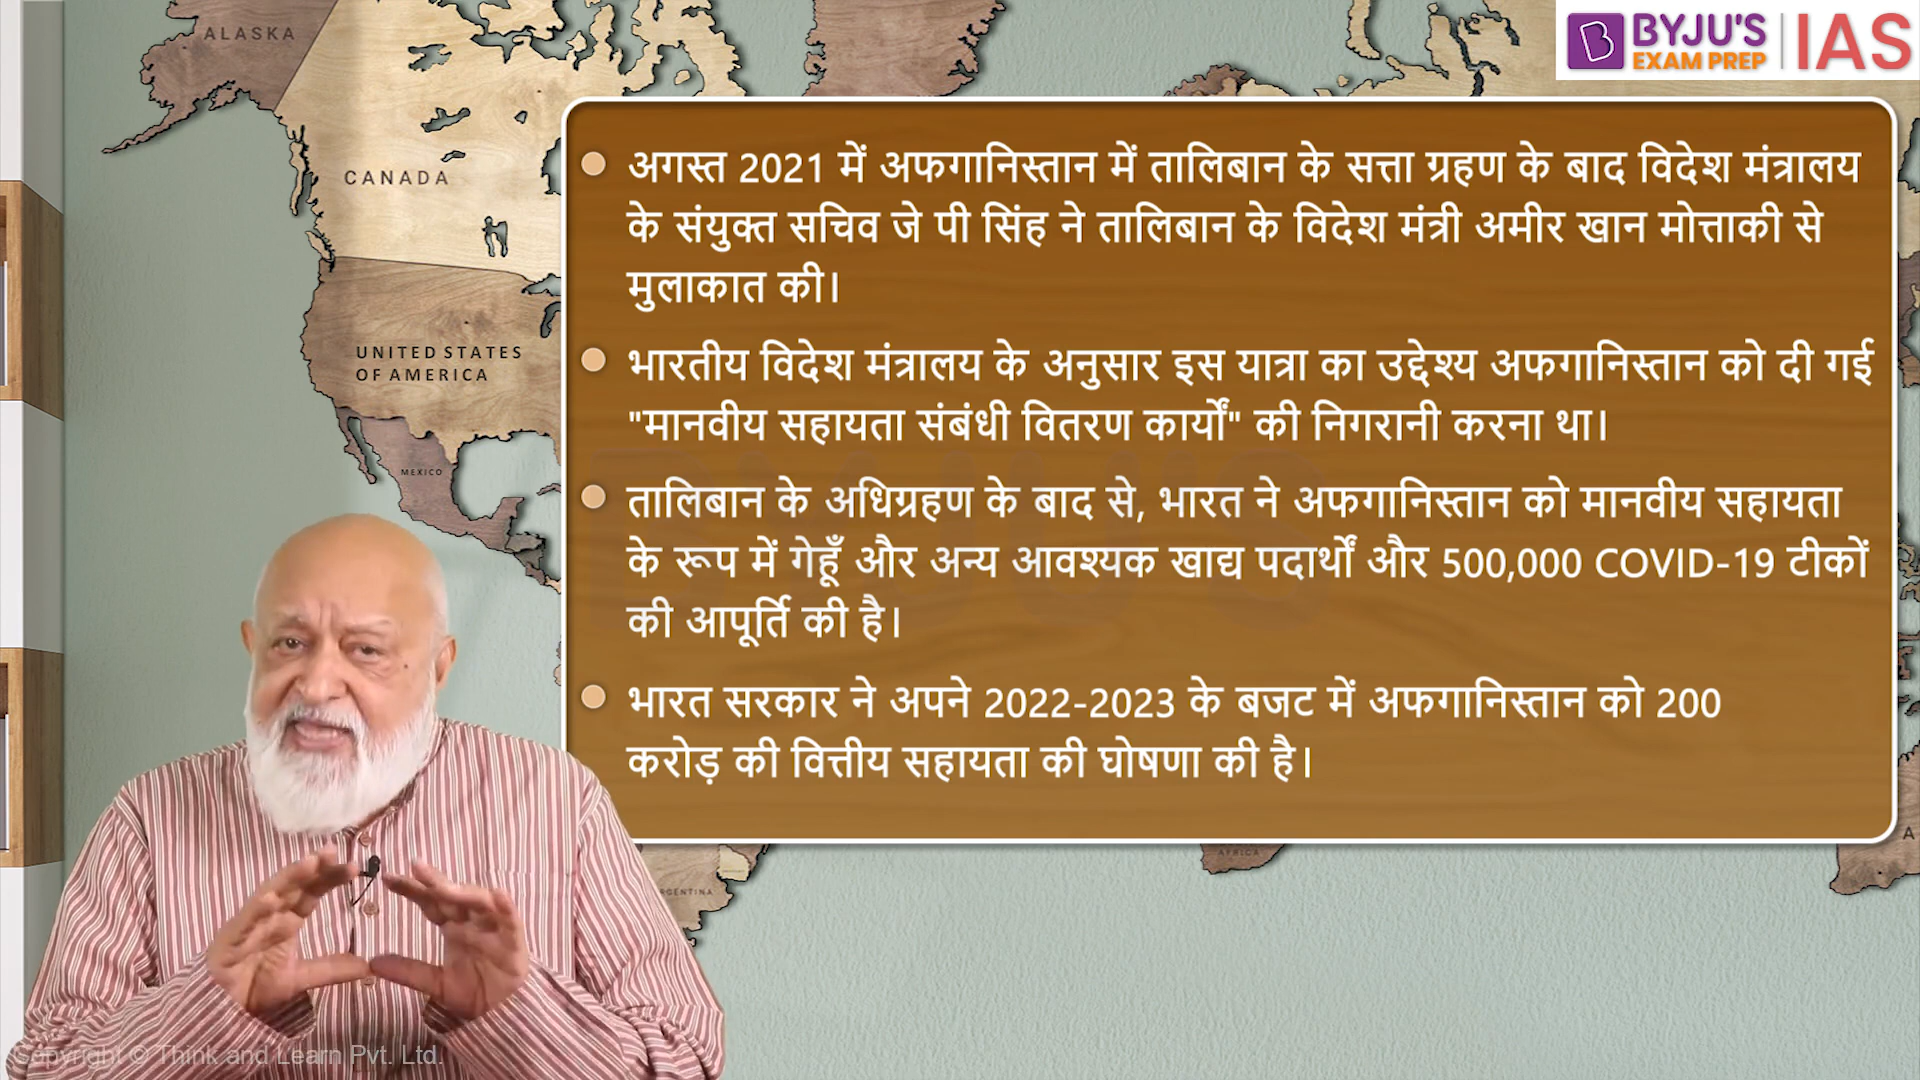 ALASKA
CANADA
UNITED STATES
OF AMERICA
MEXICO
BYJU'S
EXAM PREP
IAS
अगस्त 2021 में अफगानिस्तान में तालिबान के सत्ता ग्रहण के बाद विदेश मंत्रालय
के संयुक्त सचिव जे पी सिंह ने तालिबान के विदेश मंत्री अमीर खान मोत्ताकी से
मुलाकात की।
भारतीय विदेश मंत्रालय के अनुसार इस यात्रा का उद्देश्य अफगानिस्तान को दी गई
"मानवीय सहायता संबंधी वितरण कार्यों" की निगरानी करना था।
तालिबान के अधिग्रहण के बाद से, भारत ने अफगानिस्तान को मानवीय सहायता
के रूप में गेहूँ और अन्य आवश्यक खाद्य पदार्थों और 500,000 COVID-19 टीकों
की आपूर्ति की है।
भारत सरकार ने अपने 2022-2023 के बजट में अफगानिस्तान को 200
करोड़ की वित्तीय सहायता की घोषणा की है।
Copyright © Think and Learn Pvt. Ltd.